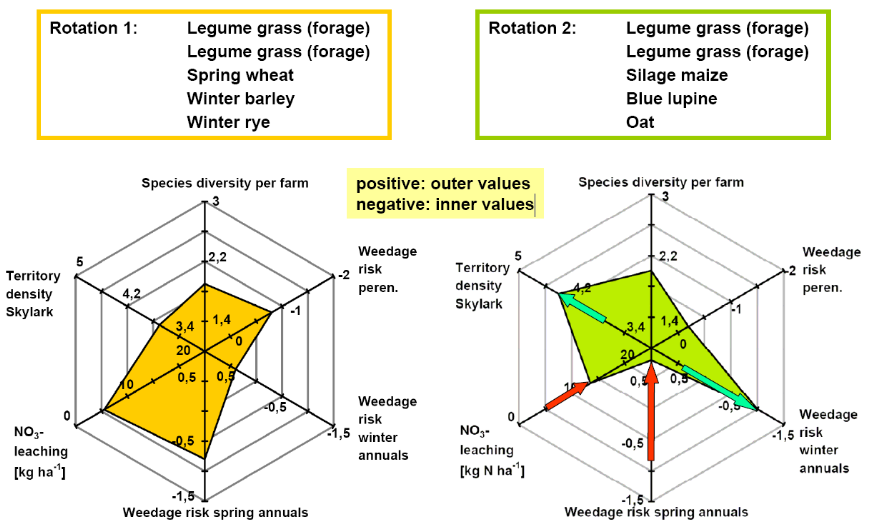 Rotation 1: Legume grass (forage)
Legume grass (forage)
Spring wheat
Winter barley
Winter rye
Rotation 2: Legume grass (forage)
Legume grass (forage)
Silage maize
Blue lupine
Oat
positive: outer values
negative: inner values
Species diversity per farm
3
Weedage
risk
peren.
-2
5
Territory
density
Skylark
2,2
4,2
-1
3,4
1,4
0
20
0,5
0,5
10
-0,5
-0,5
0
-1,5
Weedage
risk
winter
annuals
NO3-
leaching
[kg ha-1]
-1,5
Weedage risk spring annuals
Species diversity per farm
3
Weedage
risk
peren.
-2
5
Territory
density
Skylark
2,2
4,2
-1
3,4
1,4
0
20
0,5
0,5
10
-0,5
-0,5
0
-1,5
Weedage
risk
winter
annuals
NO3-
leaching
[kg N ha-1]
-1,5
Weedage risk spring annuals